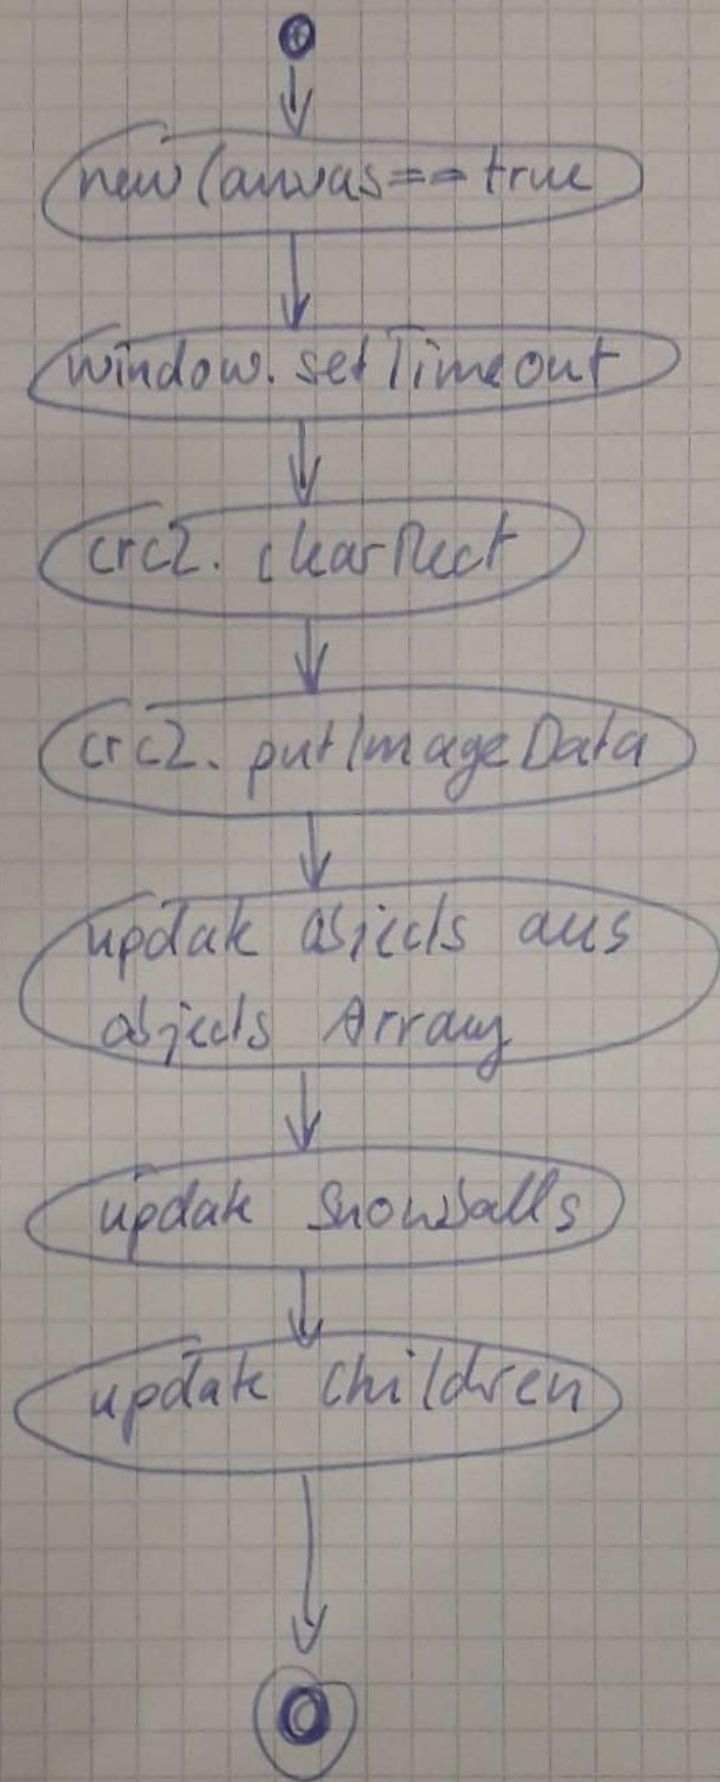 newCanvas == true
window.setTimeout
crc2.clearRect
crc2.putImageData
update objects aus
objects Array
update Snowballs
update Children